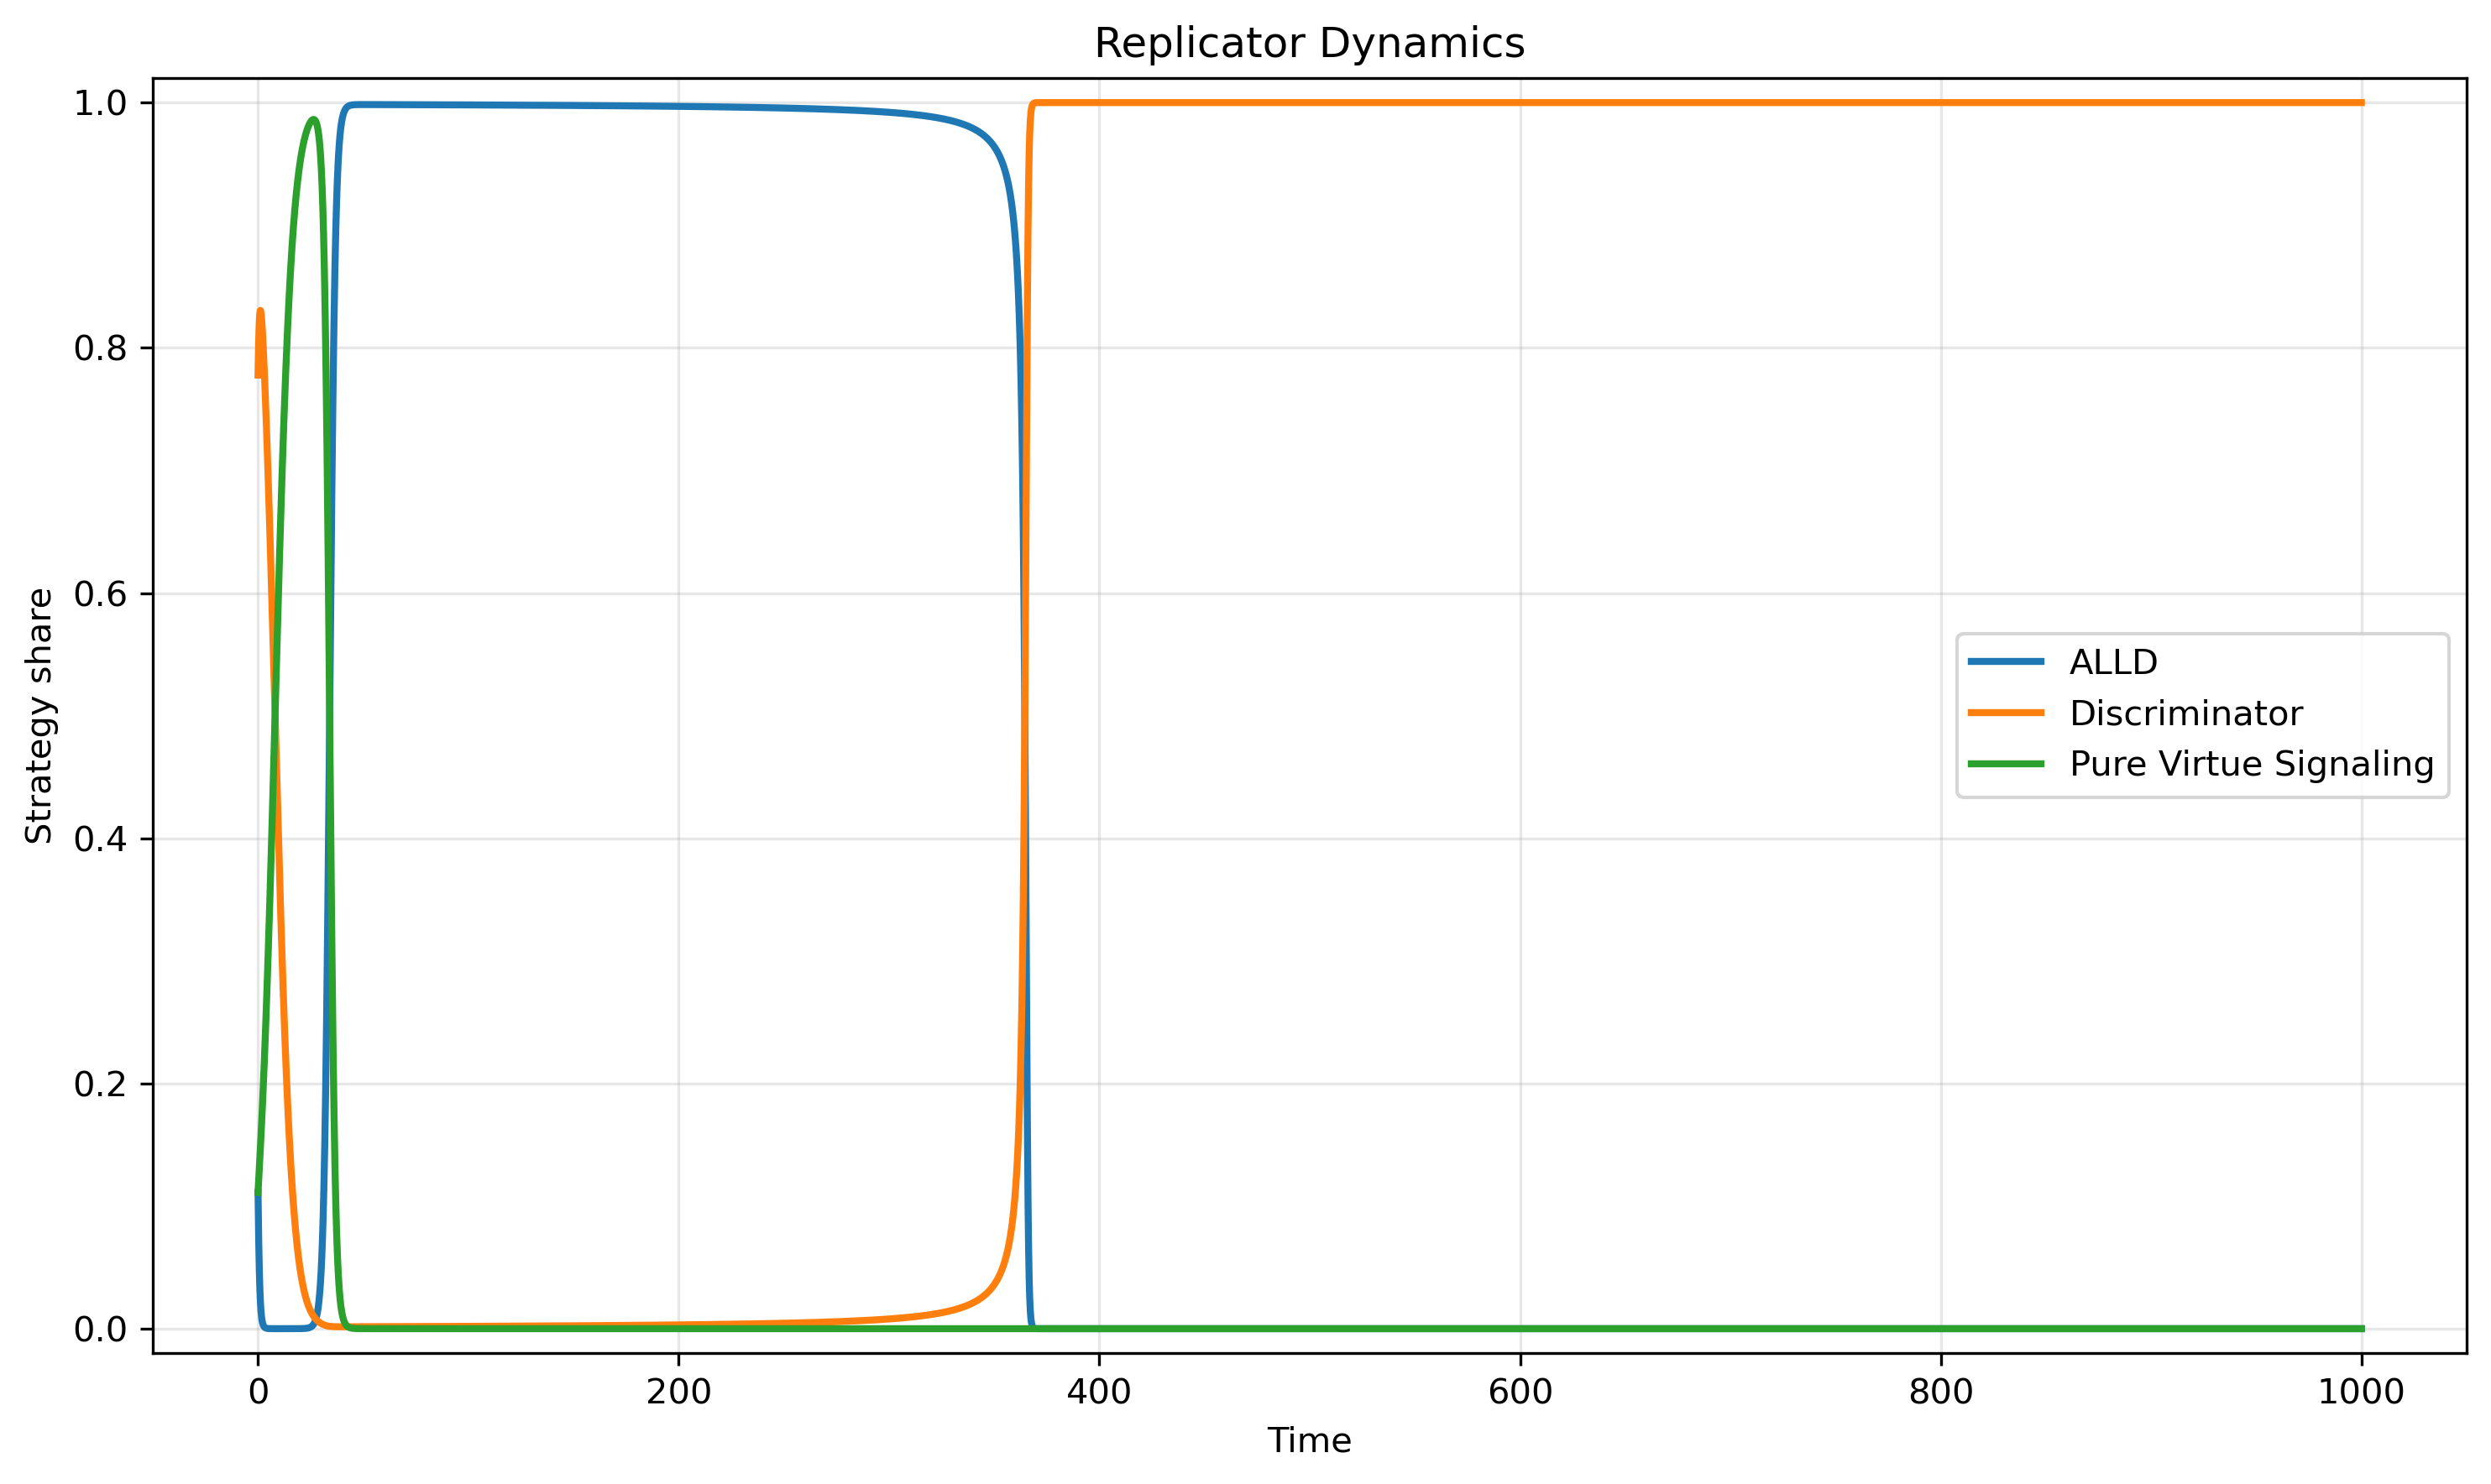 Replicator Dynamics
1.0
0.8
0.6
0.4
0.2
0.0
Strategy share
ALLD
Discriminator
Pure Virtue Signaling
0 200 400 600 800 1000
Time